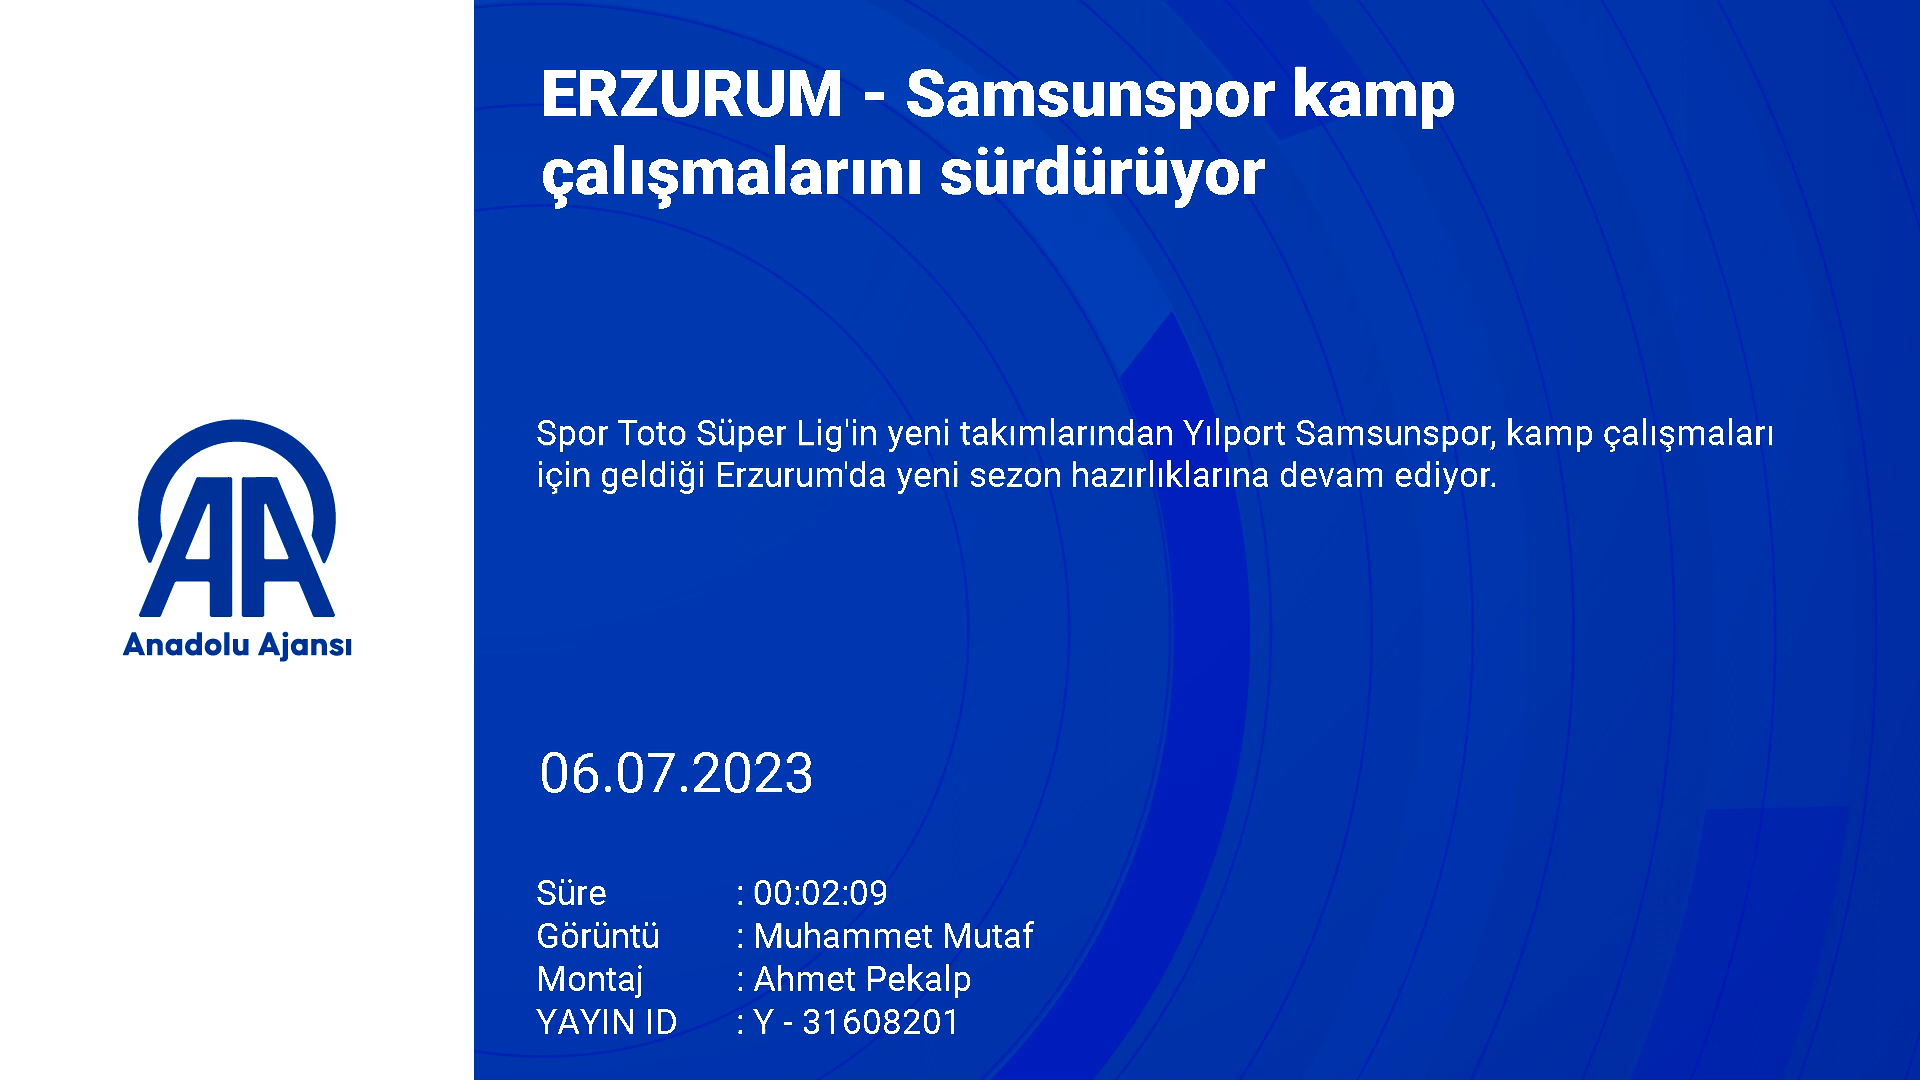 ERZURUM - Samsunspor kamp
çalışmalarını sürdürüyor
Spor Toto Süper Lig'in yeni takımlarından Yılport Samsunspor, kamp çalışmaları
için geldiği Erzurum'da yeni sezon hazırlıklarına devam ediyor.
AA
Anadolu Ajansı
06.07.2023
Süre : 00:02:09
Görüntü : Muhammet Mutaf
Montaj : Ahmet Pekalp
YAYIN ID : Y - 31608201